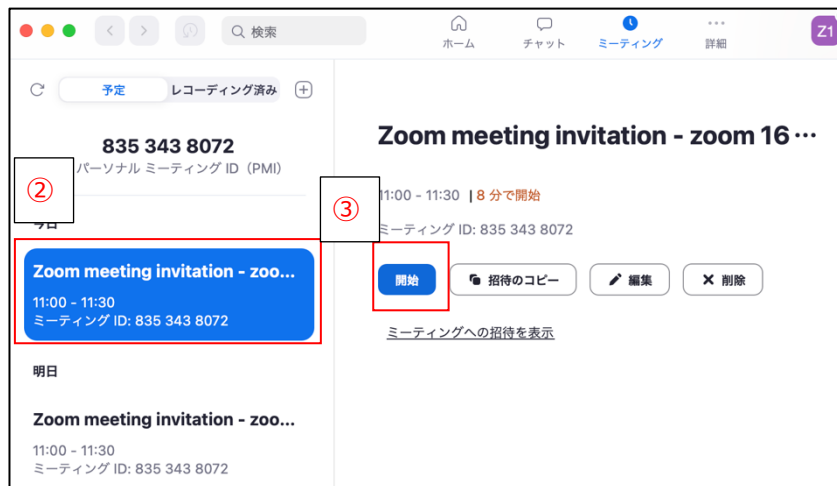 検索
ホーム
チャット
ミーティング
詳細
Z1
予定
レコーディング済み
835 343 8072
パーソナル ミーティング ID（PMI）
②
今日
Zoom meeting invitation - zoo...
11:00 - 11:30
ミーティング ID: 835 343 8072
明日
Zoom meeting invitation - zoo...
11:00 - 11:30
ミーティング ID: 835 343 8072
Zoom meeting invitation - zoom 16 ...
③
11:00 - 11:30 | 8 分で開始
ミーティング ID: 835 343 8072
開始
招待のコピー
編集
削除
ミーティングへの招待を表示